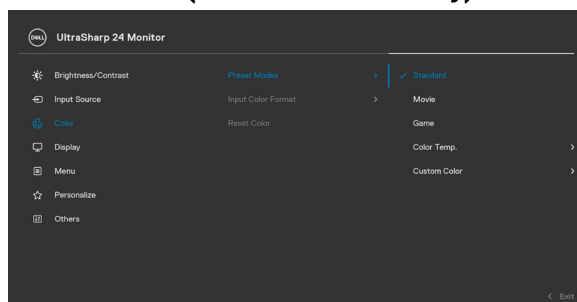 DELL UltraSharp 24 Monitor
Brightness/Contrast Preset Modes > ✓ Standard
Input Source Input Color Format > Movie
Color Reset Color Game
Display Color Temp. >
Menu Custom Color >
Personalize
Others
< Exit